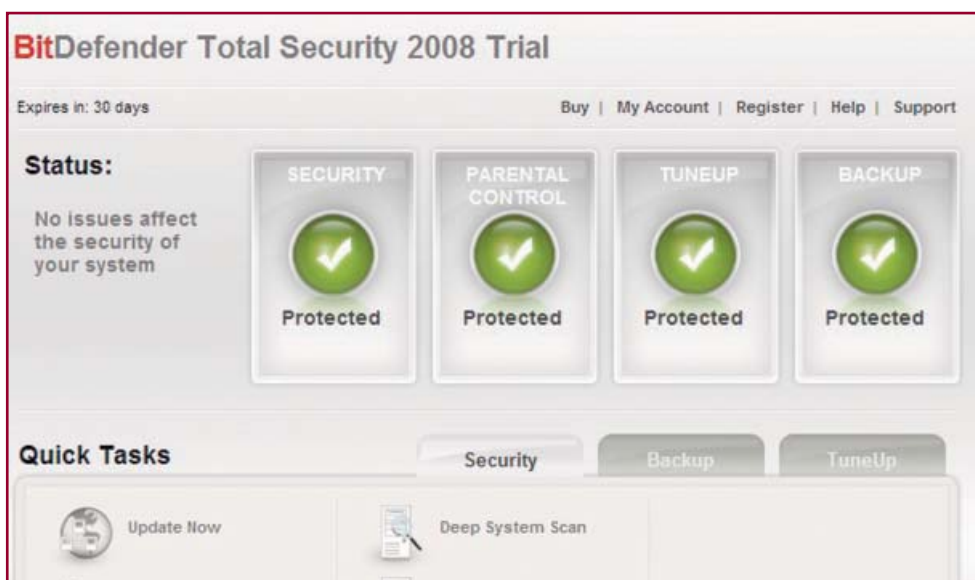 BitDefender Total Security 2008 Trial
Expires in: 30 days
Buy | My Account | Register | Help | Support
Status:
No issues affect
the security of
your system
SECURITY
Protected
PARENTAL
CONTROL
Protected
TUNEUP
Protected
BACKUP
Protected
Quick Tasks
Security
Backup
TuneUp
Update Now
Deep System Scan